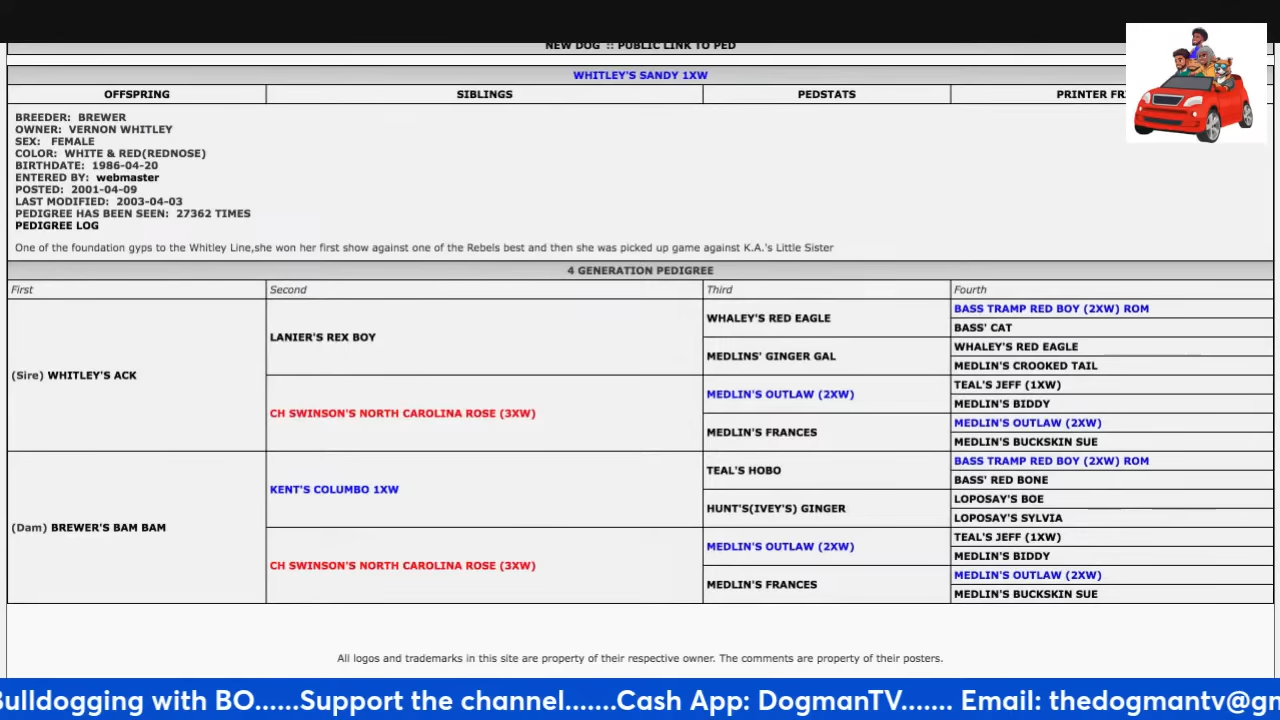 NEW DOG :: PUBLIC LINK TO PED
WHITLEY'S SANDY 1XW
OFFSPRING SIBLINGS PEDSTATS PRINTER
BREEDER: BREWER
OWNER: VERNON WHITLEY
SEX: FEMALE
COLOR: WHITE & RED(REDNOSE)
BIRTHDATE: 1986-04-20
ENTERED BY: webmaster
POSTED: 2001-04-09
LAST MODIFIED: 2003-04-03
PEDIGREE HAS BEEN SEEN: 27362 TIMES
PEDIGREE LOG
One of the foundation gyps to the Whitley Line,she won her first show against one of the Rebels best and then she was picked up game against K.A.'s Little Sister
4 GENERATION PEDIGREE
First Second Third Fourth
(Sire) WHITLEY'S ACK
LANIER'S REX BOY
WHALEY'S RED EAGLE
BASS TRAMP RED BOY (2XW) ROM
BASS' CAT
MEDLINS' GINGER GAL
WHALEY'S RED EAGLE
MEDLIN'S CROOKED TAIL
CH SWINSON'S NORTH CAROLINA ROSE (3XW)
MEDLIN'S OUTLAW (2XW)
TEAL'S JEFF (1XW)
MEDLIN'S BIDDY
MEDLIN'S FRANCES
MEDLIN'S OUTLAW (2XW)
MEDLIN'S BUCKSKIN SUE
(Dam) BREWER'S BAM BAM
KENT'S COLUMBO 1XW
TEAL'S HOBO
BASS TRAMP RED BOY (2XW) ROM
BASS' RED BONE
HUNT'S(IVEY'S) GINGER
LOPOSAY'S BOE
LOPOSAY'S SYLVIA
CH SWINSON'S NORTH CAROLINA ROSE (3XW)
MEDLIN'S OUTLAW (2XW)
TEAL'S JEFF (1XW)
MEDLIN'S BIDDY
MEDLIN'S FRANCES
MEDLIN'S OUTLAW (2XW)
MEDLIN'S BUCKSKIN SUE
All logos and trademarks in this site are property of their respective owner. The comments are property of their posters.
Bulldogging with BO......Support the channel.......Cash App: DogmanTV....... Email: thedogmantv@gm